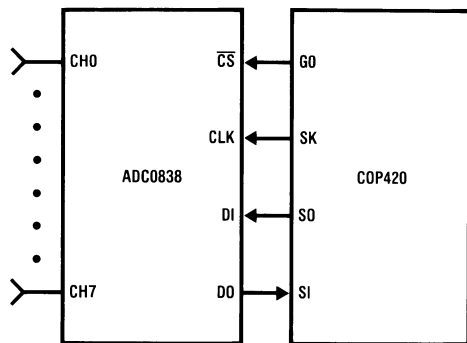 CH0 CS G0
CLK SK
ADC0838 COP420
DI SO
CH7 DO SI